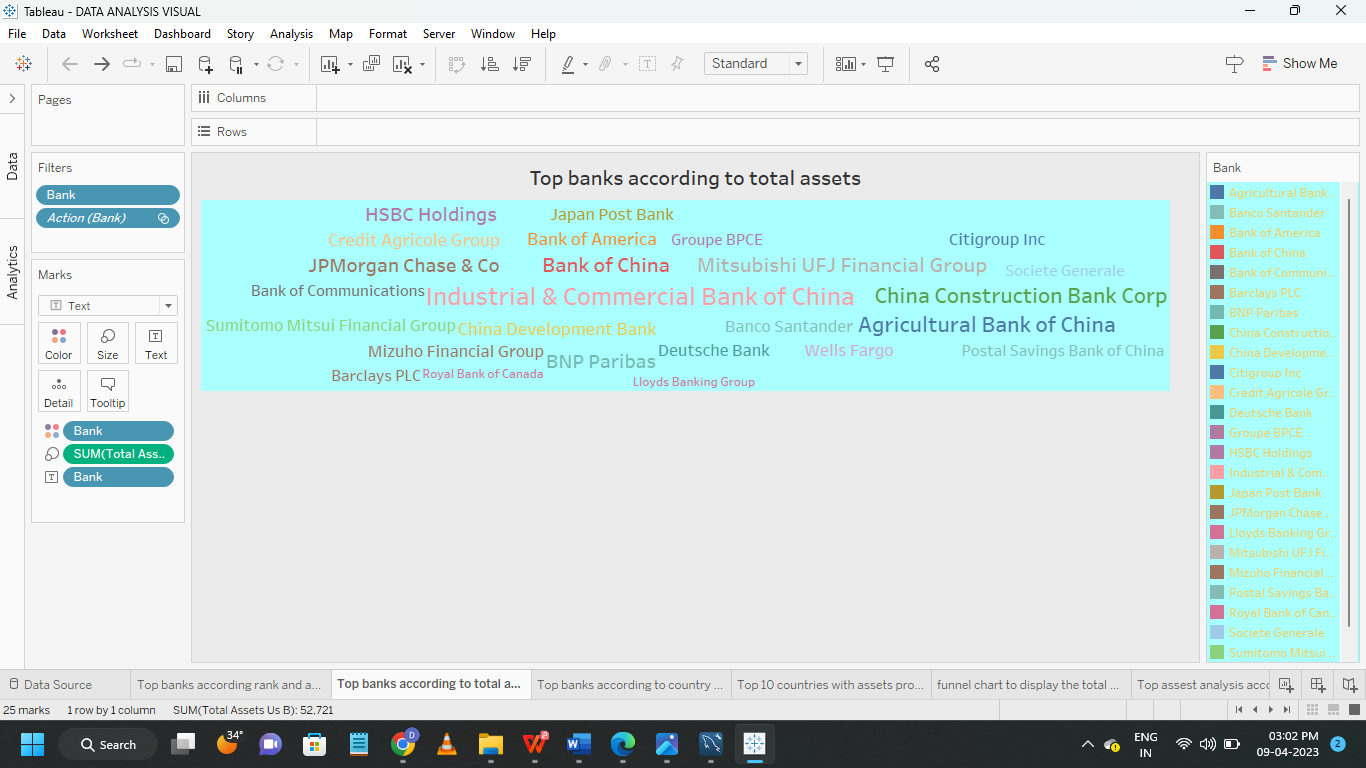 Tableau - DATA ANALYSIS VISUAL
File Data Worksheet Dashboard Story Analysis Map Format Server Window Help
Standard
Show Me
Data
Analytics
Pages
Filters
Bank
Action (Bank)
Marks
Text
Color Size Text
Detail Tooltip
Bank
SUM(Total Ass..
Bank
Columns
Rows
Top banks according to total assets
HSBC Holdings Japan Post Bank
Credit Agricole Group Bank of America Groupe BPCE Citigroup Inc
JPMorgan Chase & Co Bank of China Mitsubishi UFJ Financial Group Societe Generale
Bank of Communications Industrial & Commercial Bank of China China Construction Bank Corp
Sumitomo Mitsui Financial Group China Development Bank Banco Santander Agricultural Bank of China
Mizuho Financial Group BNP Paribas Deutsche Bank Wells Fargo Postal Savings Bank of China
Barclays PLC Royal Bank of Canada Lloyds Banking Group
Bank
Agricultural Bank ..
Banco Santander
Bank of America
Bank of China
Bank of Communi..
Barclays PLC
BNP Paribas
China Constructio..
China Developme..
Citigroup Inc
Credit Agricole Gr..
Deutsche Bank
Groupe BPCE
HSBC Holdings
Industrial & Com..
Japan Post Bank
JPMorgan Chase ..
Lloyds Banking Gr..
Mitsubishi UFJ Fi..
Mizuho Financial ..
Postal Savings Ba..
Royal Bank of Can..
Societe Generale
Sumitomo Mitsui ..
Data Source Top banks according rank and a... Top banks according to total a... Top banks according to country ... Top 10 countries with assets pro... funnel chart to display the total ... Top assest analysis acc
25 marks 1 row by 1 column SUM(Total Assets Us B): 52,721
34°
Search
D
2
ENG
IN
03:02 PM
09-04-2023
2